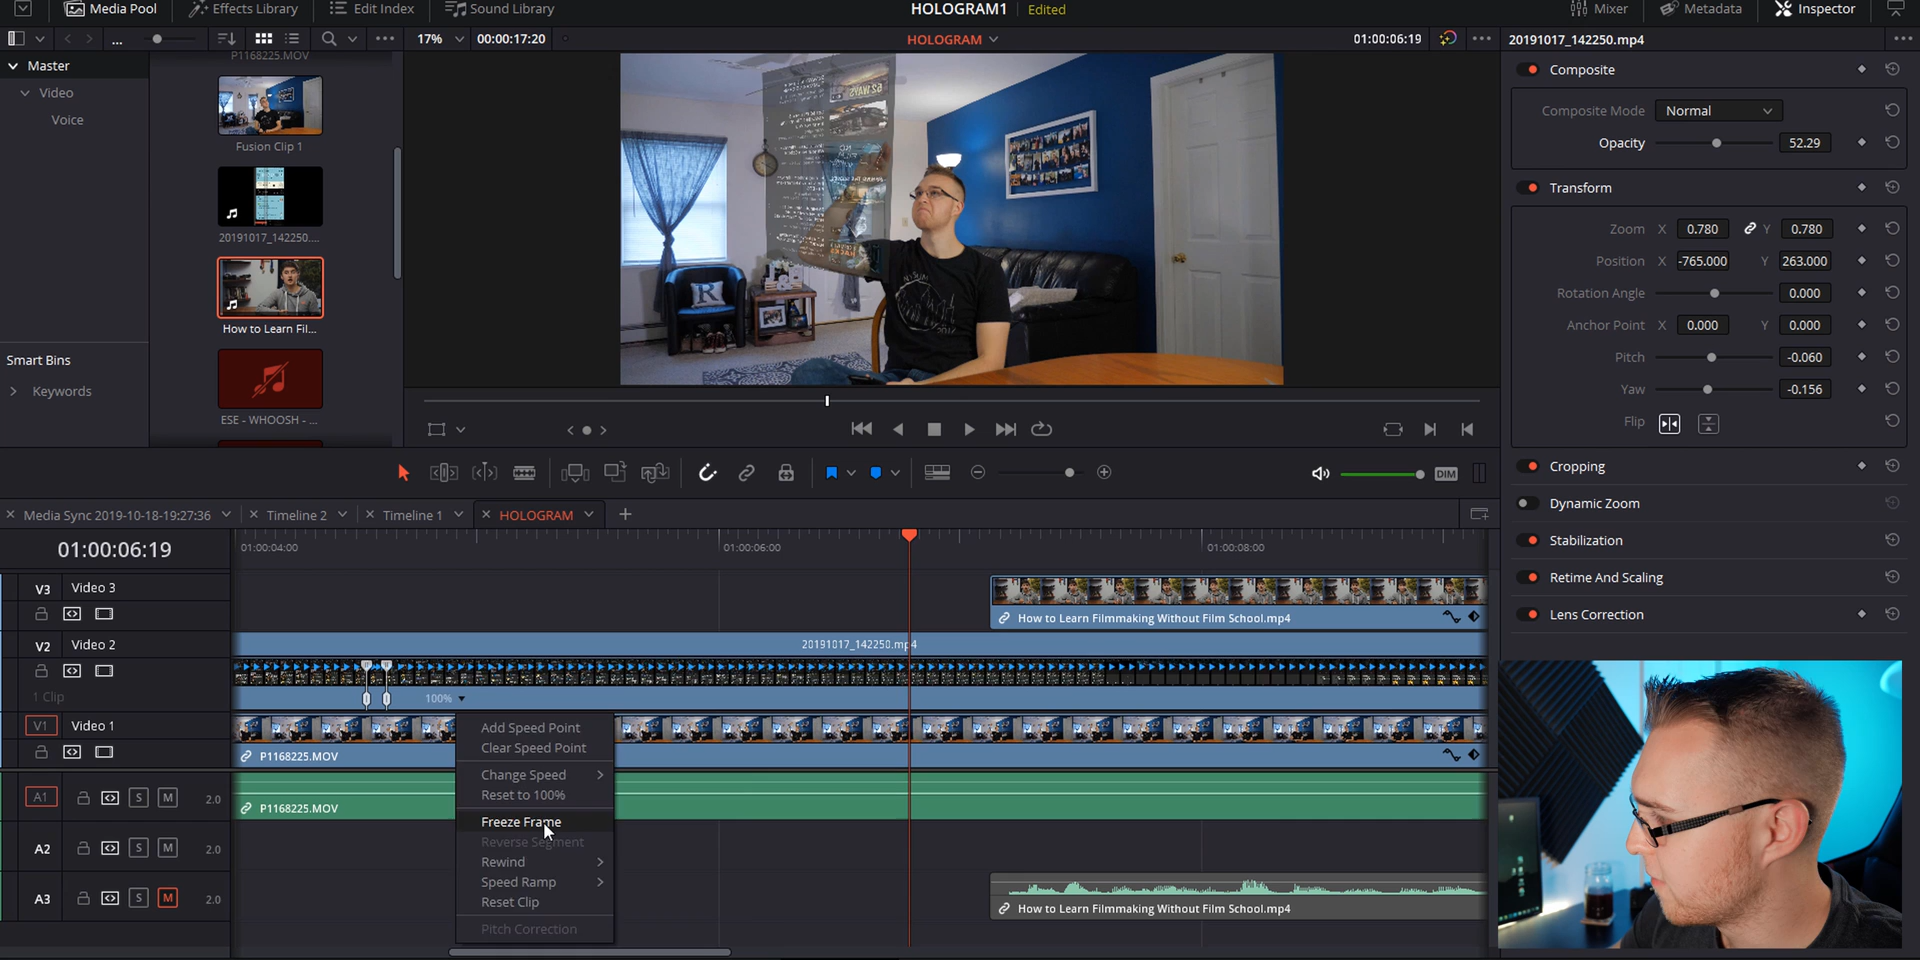 Media Pool
Effects Library
Edit Index
Sound Library
HOLOGRAM1
Edited
Mixer
Metadata
Inspector
...
17%
00:00:17:20
HOLOGRAM
01:00:06:19
20191017_142250.mp4
Master
Video
Voice
P1168225.MOV
Fusion Clip 1
20191017_142250....
How to Learn Fil...
ESE - WHOOSH - ...
Smart Bins
Keywords
62 WAYS
R
Composite
Composite Mode
Normal
Opacity
52.29
Transform
Zoom X 0.780 Y 0.780
Position X -765.000 Y 263.000
Rotation Angle 0.000
Anchor Point X 0.000 Y 0.000
Pitch -0.060
Yaw -0.156
Flip
Cropping
Dynamic Zoom
Stabilization
Retime And Scaling
Lens Correction
DIM
Media Sync 2019-10-18-19:27:36
Timeline 2
Timeline 1
HOLOGRAM
01:00:06:19
01:00:04:00
01:00:06:00
01:00:08:00
V3 Video 3
How to Learn Filmmaking Without Film School.mp4
V2 Video 2
20191017_142250.mp4
1 Clip
100%
V1 Video 1
P1168225.MOV
A1 S M 2.0
P1168225.MOV
A2 S M 2.0
A3 S M 2.0
How to Learn Filmmaking Without Film School.mp4
Add Speed Point
Clear Speed Point
Change Speed
Reset to 100%
Freeze Frame
Reverse Segment
Rewind
Speed Ramp
Reset Clip
Pitch Correction